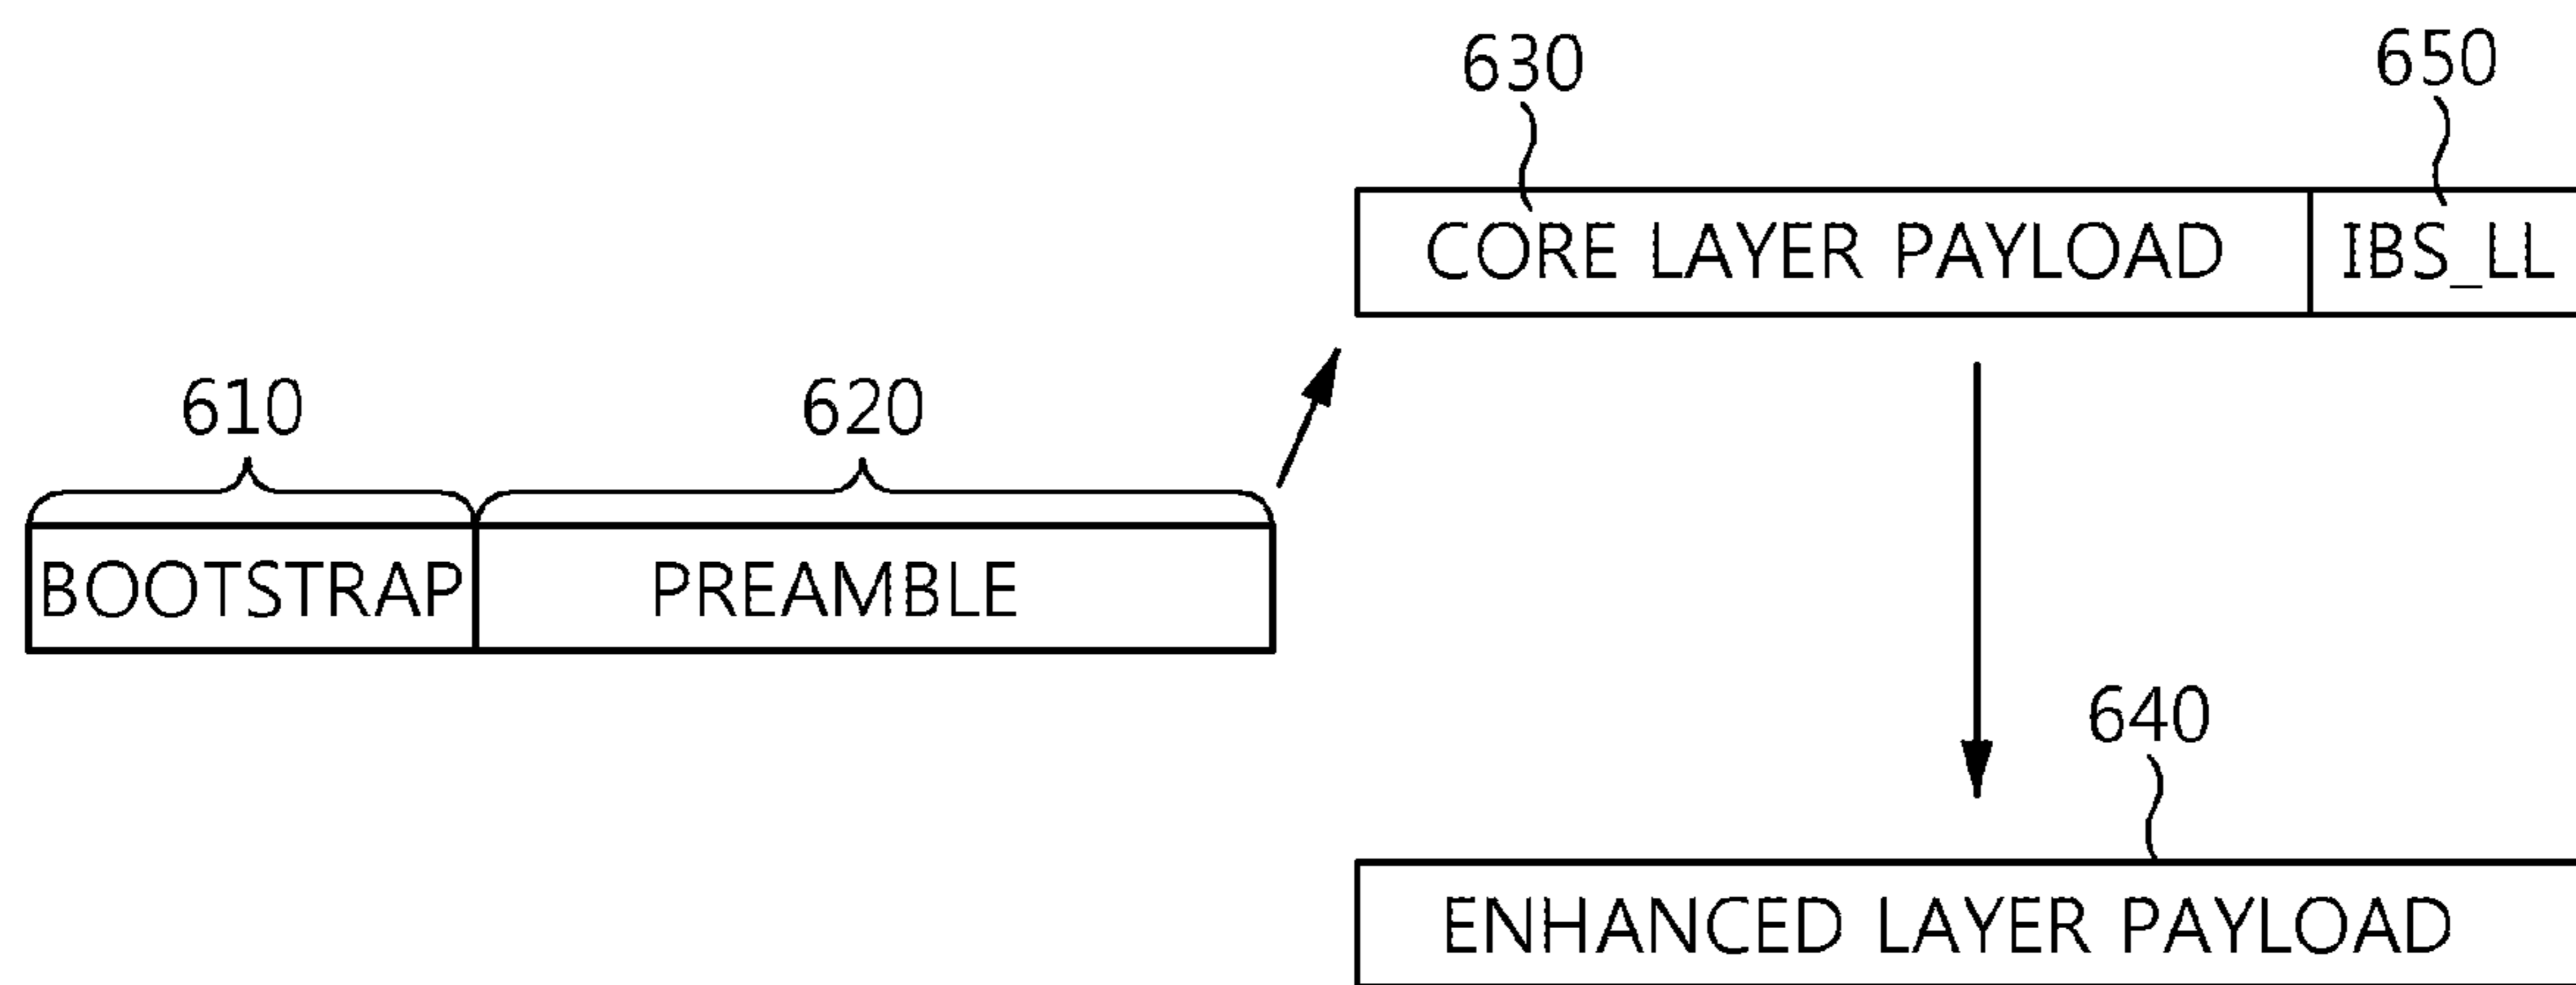 630
650
CORE LAYER PAYLOAD
IBS_LL
610
620
BOOTSTRAP
PREAMBLE
640
ENHANCED LAYER PAYLOAD